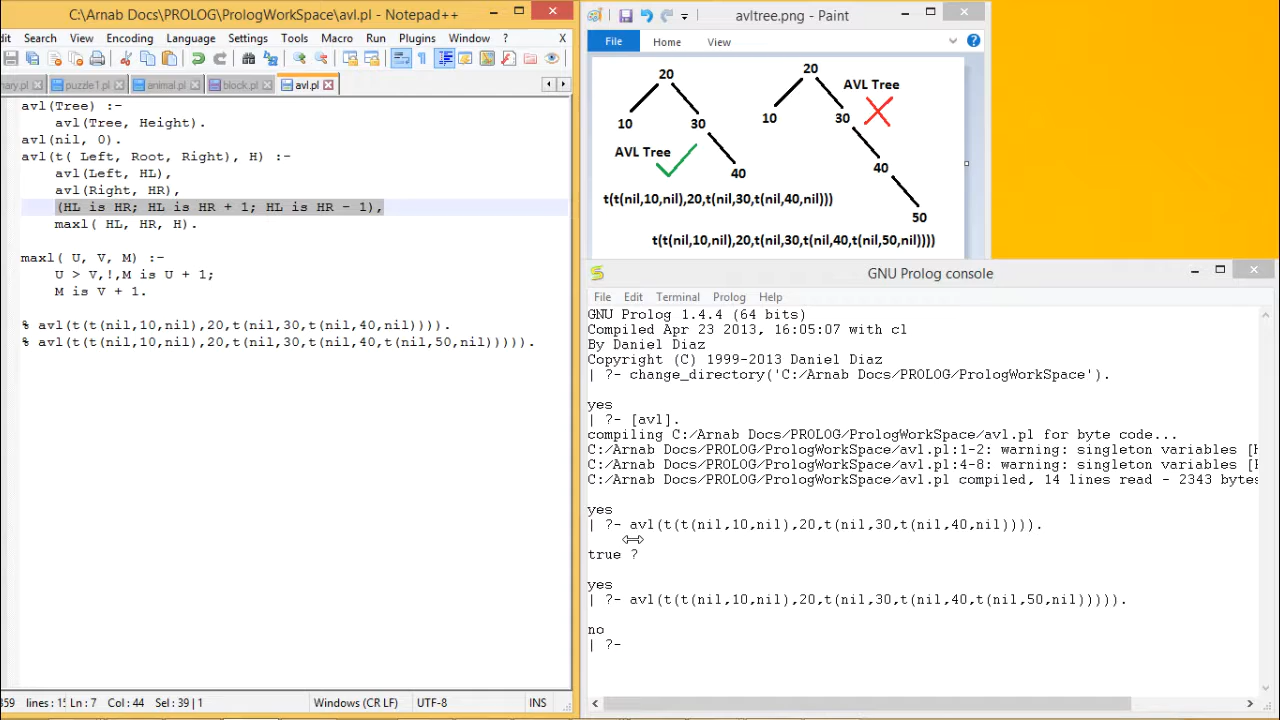 C:\Arnab Docs\PROLOG\PrologWorkSpace\avl.pl - Notepad++
dit Search View Encoding Language Settings Tools Macro Run Plugins Window ? X
nary.pl puzzle1.pl animal.pl block.pl avl.pl
avl(Tree) :-
avl(Tree, Height).
avl(nil, 0).
avl(t( Left, Root, Right), H) :-
avl(Left, HL),
avl(Right, HR),
(HL is HR; HL is HR + 1; HL is HR - 1),
maxl( HL, HR, H).
maxl( U, V, M) :-
U > V,!,M is U + 1;
M is V + 1.
% avl(t(t(nil,10,nil),20,t(nil,30,t(nil,40,nil)))).
% avl(t(t(nil,10,nil),20,t(nil,30,t(nil,40,t(nil,50,nil))))).
359 lines : 15 Ln : 7 Col : 44 Sel : 39 | 1 Windows (CR LF) UTF-8 INS
avltree.png - Paint
File Home View
20
10
30
AVL Tree
40
t(t(nil,10,nil),20,t(nil,30,t(nil,40,nil)))
20
AVL Tree
10
30
40
50
t(t(nil,10,nil),20,t(nil,30,t(nil,40,t(nil,50,nil))))
GNU Prolog console
File Edit Terminal Prolog Help
GNU Prolog 1.4.4 (64 bits)
Compiled Apr 23 2013, 16:05:07 with cl
By Daniel Diaz
Copyright (C) 1999-2013 Daniel Diaz
| ?- change_directory('C:/Arnab Docs/PROLOG/PrologWorkSpace').
yes
| ?- [avl].
compiling C:/Arnab Docs/PROLOG/PrologWorkSpace/avl.pl for byte code...
C:/Arnab Docs/PROLOG/PrologWorkSpace/avl.pl:1-2: warning: singleton variables [H
C:/Arnab Docs/PROLOG/PrologWorkSpace/avl.pl:4-8: warning: singleton variables [R
C:/Arnab Docs/PROLOG/PrologWorkSpace/avl.pl compiled, 14 lines read - 2343 bytes
yes
| ?- avl(t(t(nil,10,nil),20,t(nil,30,t(nil,40,nil)))).
true ?
yes
| ?- avl(t(t(nil,10,nil),20,t(nil,30,t(nil,40,t(nil,50,nil))))).
no
| ?-